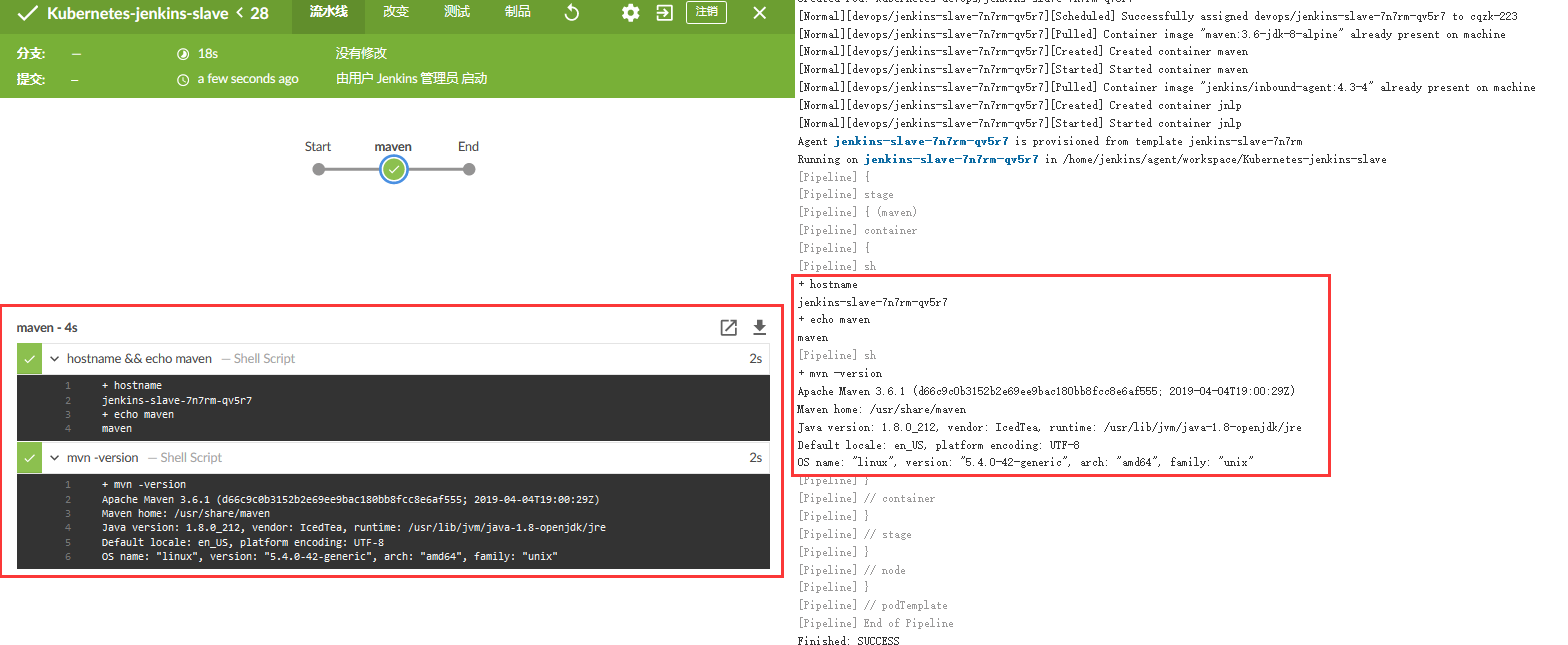 Kubernetes-jenkins-slave < 28
流水线
改变
测试
制品
注销
分支: —
18s
没有修改
提交: —
a few seconds ago
由用户 Jenkins 管理员 启动
Start
maven
End
maven - 4s
hostname && echo maven — Shell Script
2s
1 + hostname
2 jenkins-slave-7n7rm-qv5r7
3 + echo maven
4 maven
mvn -version — Shell Script
2s
1 + mvn -version
2 Apache Maven 3.6.1 (d66c9c0b3152b2e69ee9bac180bb8fcc8e6af555; 2019-04-04T19:00:29Z)
3 Maven home: /usr/share/maven
4 Java version: 1.8.0_212, vendor: IcedTea, runtime: /usr/lib/jvm/java-1.8-openjdk/jre
5 Default locale: en_US, platform encoding: UTF-8
6 OS name: "linux", version: "5.4.0-42-generic", arch: "amd64", family: "unix"
[Normal][devops/jenkins-slave-7n7rm-qv5r7][Scheduled] Successfully assigned devops/jenkins-slave-7n7rm-qv5r7 to cqzk-223
[Normal][devops/jenkins-slave-7n7rm-qv5r7][Pulled] Container image "maven:3.6-jdk-8-alpine" already present on machine
[Normal][devops/jenkins-slave-7n7rm-qv5r7][Created] Created container maven
[Normal][devops/jenkins-slave-7n7rm-qv5r7][Started] Started container maven
[Normal][devops/jenkins-slave-7n7rm-qv5r7][Pulled] Container image "jenkins/inbound-agent:4.3-4" already present on machine
[Normal][devops/jenkins-slave-7n7rm-qv5r7][Created] Created container jnlp
[Normal][devops/jenkins-slave-7n7rm-qv5r7][Started] Started container jnlp
Agent jenkins-slave-7n7rm-qv5r7 is provisioned from template jenkins-slave-7n7rm
Running on jenkins-slave-7n7rm-qv5r7 in /home/jenkins/agent/workspace/Kubernetes-jenkins-slave
[Pipeline] {
[Pipeline] stage
[Pipeline] { (maven)
[Pipeline] container
[Pipeline] {
[Pipeline] sh
+ hostname
jenkins-slave-7n7rm-qv5r7
+ echo maven
maven
[Pipeline] sh
+ mvn -version
Apache Maven 3.6.1 (d66c9c0b3152b2e69ee9bac180bb8fcc8e6af555; 2019-04-04T19:00:29Z)
Maven home: /usr/share/maven
Java version: 1.8.0_212, vendor: IcedTea, runtime: /usr/lib/jvm/java-1.8-openjdk/jre
Default locale: en_US, platform encoding: UTF-8
OS name: "linux", version: "5.4.0-42-generic", arch: "amd64", family: "unix"
[Pipeline] }
[Pipeline] // container
[Pipeline] }
[Pipeline] // stage
[Pipeline] }
[Pipeline] // node
[Pipeline] }
[Pipeline] // podTemplate
[Pipeline] End of Pipeline
Finished: SUCCESS